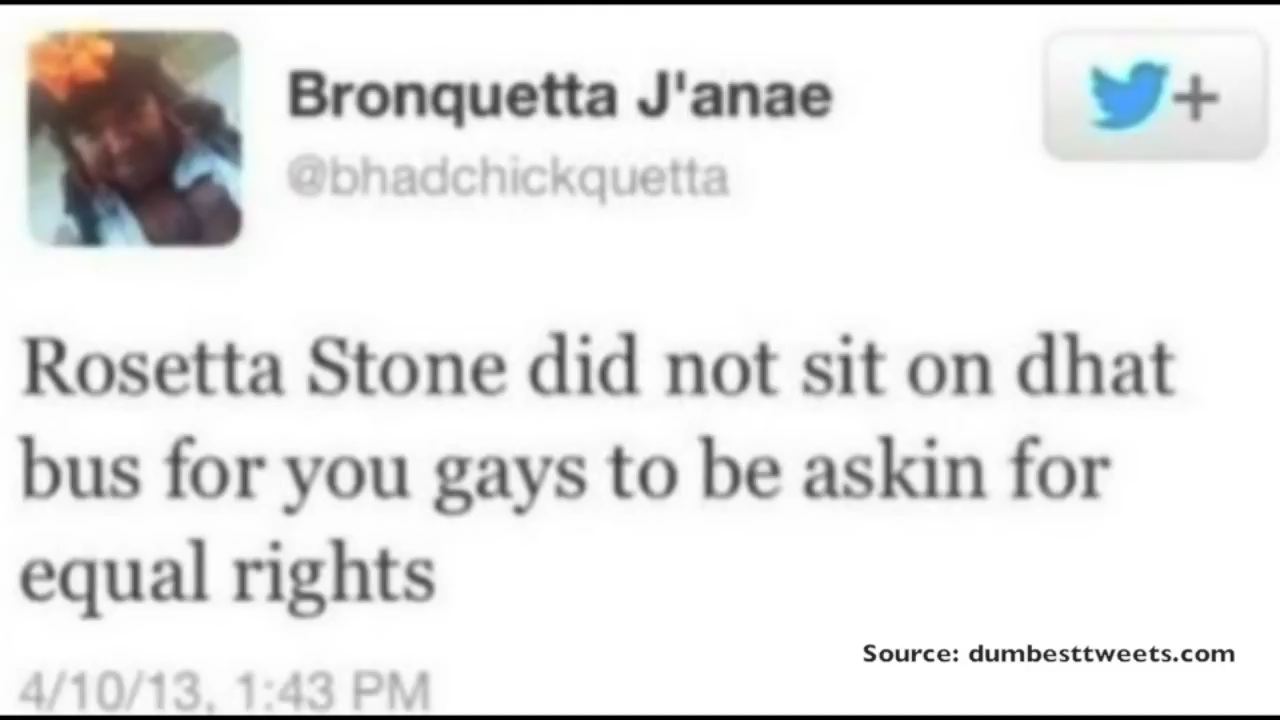 Bronquetta J'anae
@bhadchickquetta
+
Rosetta Stone did not sit on dhat
bus for you gays to be askin for
equal rights
Source: dumbesttweets.com
4/10/13, 1:43 PM